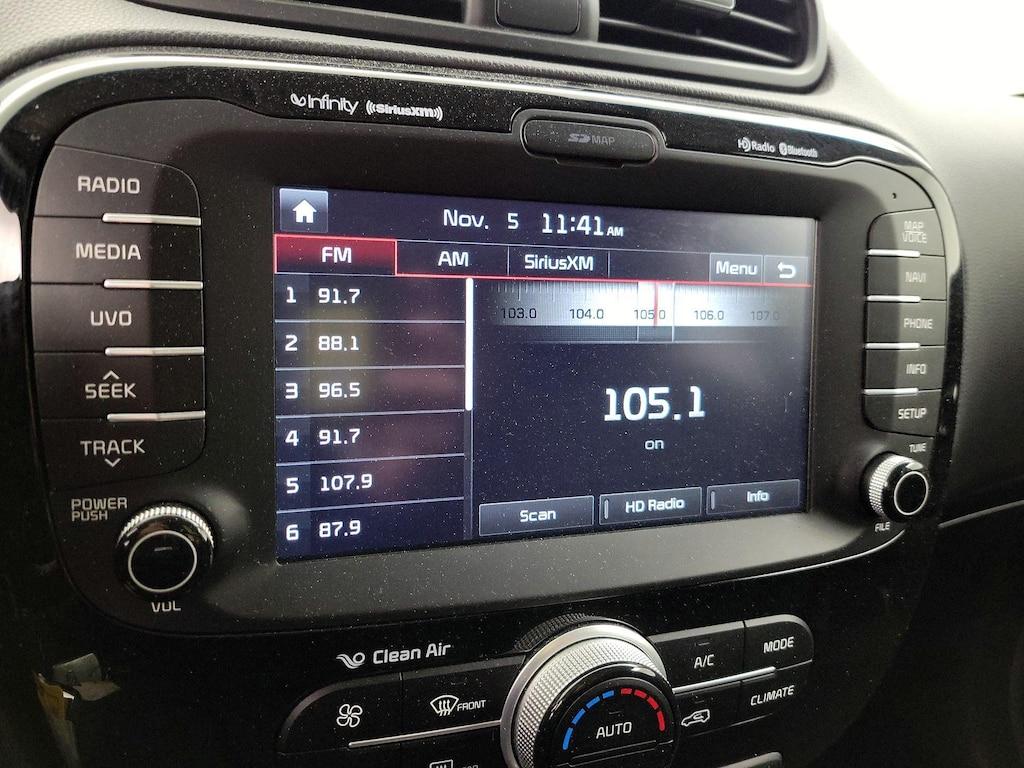 Infinity ((SiriusXM))
SD MAP
HD Radio Bluetooth
RADIO
MEDIA
UVO
SEEK
TRACK
POWER
PUSH
VOL
Nov. 5 11:41 AM
FM AM SiriusXM Menu
1 91.7
2 88.1
3 96.5
4 91.7
5 107.9
6 87.9
103.0 104.0 105.0 106.0 107.0
105.1
on
Scan HD Radio Info
MAP
VOICE
NAVI
PHONE
INFO
SETUP
TUNE
FILE
Clean Air
FRONT
AUTO
A/C
MODE
CLIMATE